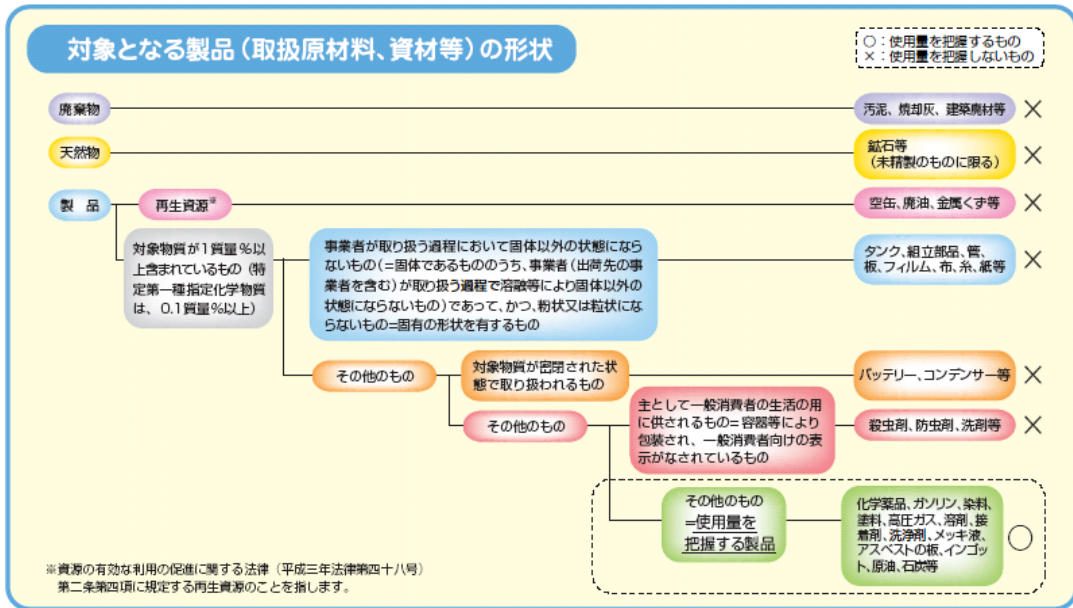 対象となる製品（取扱原材料、資材等）の形状
○：使用量を把握するもの
×：使用量を把握しないもの
廃棄物
汚泥、焼却灰、建築廃材等
×
天然物
鉱石等
（未精製のものに限る）
×
製品
再生資源※
空缶、廃油、金属くず等
×
対象物質が１質量％以
上含まれているもの（特
定第一種指定化学物質
は、0.1質量％以上）
事業者が取り扱う過程において固体以外の状態になら
ないもの（＝固体であるもののうち、事業者（出荷先の事
業者を含む）が取り扱う過程で溶融等により固体以外の
状態にならないもの）であって、かつ、粉状又は粒状にな
らないもの＝固有の形状を有するもの
タンク、組立部品、管、
板、フィルム、布、糸、紙等
×
その他のもの
対象物質が密閉された状
態で取り扱われるもの
バッテリー、コンデンサー等
×
その他のもの
主として一般消費者の生活の用
に供されるもの＝容器等により
包装され、一般消費者向けの表
示がなされているもの
殺虫剤、防虫剤、洗剤等
×
その他のもの
＝使用量を
把握する製品
化学薬品、ガソリン、染料、
塗料、高圧ガス、溶剤、接
着剤、洗浄剤、メッキ液、
アスベストの板、インゴッ
ト、原油、石炭等
○
※資源の有効な利用の促進に関する法律（平成三年法律第四十八号）
第二条第四項に規定する再生資源のことを指します。